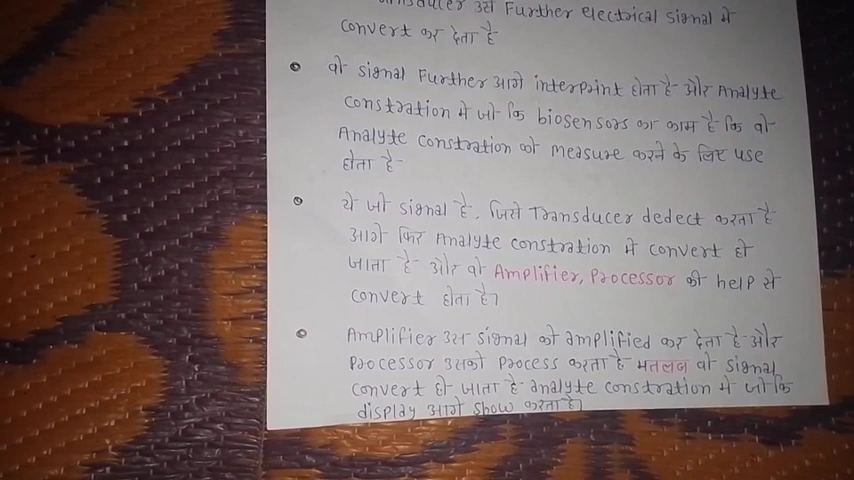 Transducer उसे Further electrical signal मे
convert कर देता है
वो signal Further आगे interprint होता है और Analyte
constration मे जो कि biosensors का काम है कि वो
Analyte constration को measure करने के लिए use
होता है
ये जो signal है, जिसे Transducer dedect करता है
आगे फिर Analyte constration मे convert हो
जाता है और वो Amplifier, Processor की help से
convert होता है।
Amplifier उस signal को amplified कर देता है और
Processor उसको process करता है मतलब वो signal
convert हो जाता है analyte constration मे जो कि
display आगे show करता है।